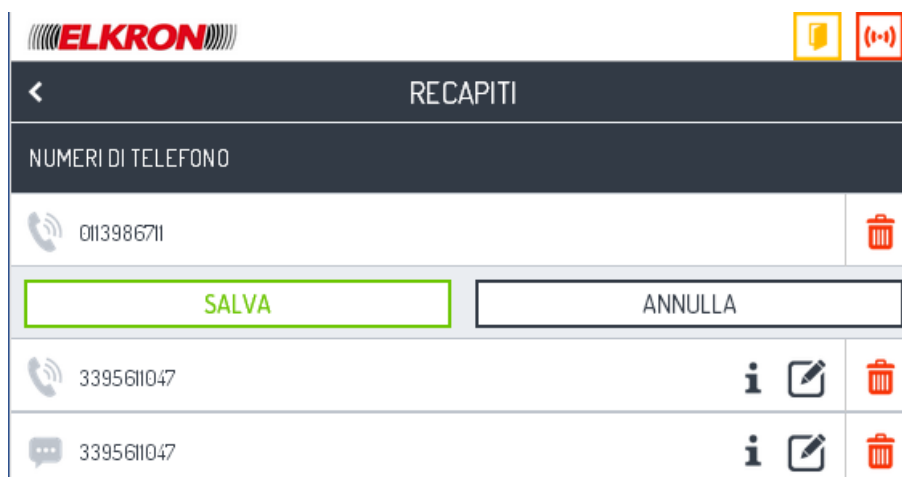 ELKRON
RECAPITI
NUMERI DI TELEFONO
0113986711
SALVA ANNULLA
3395611047
3395611047